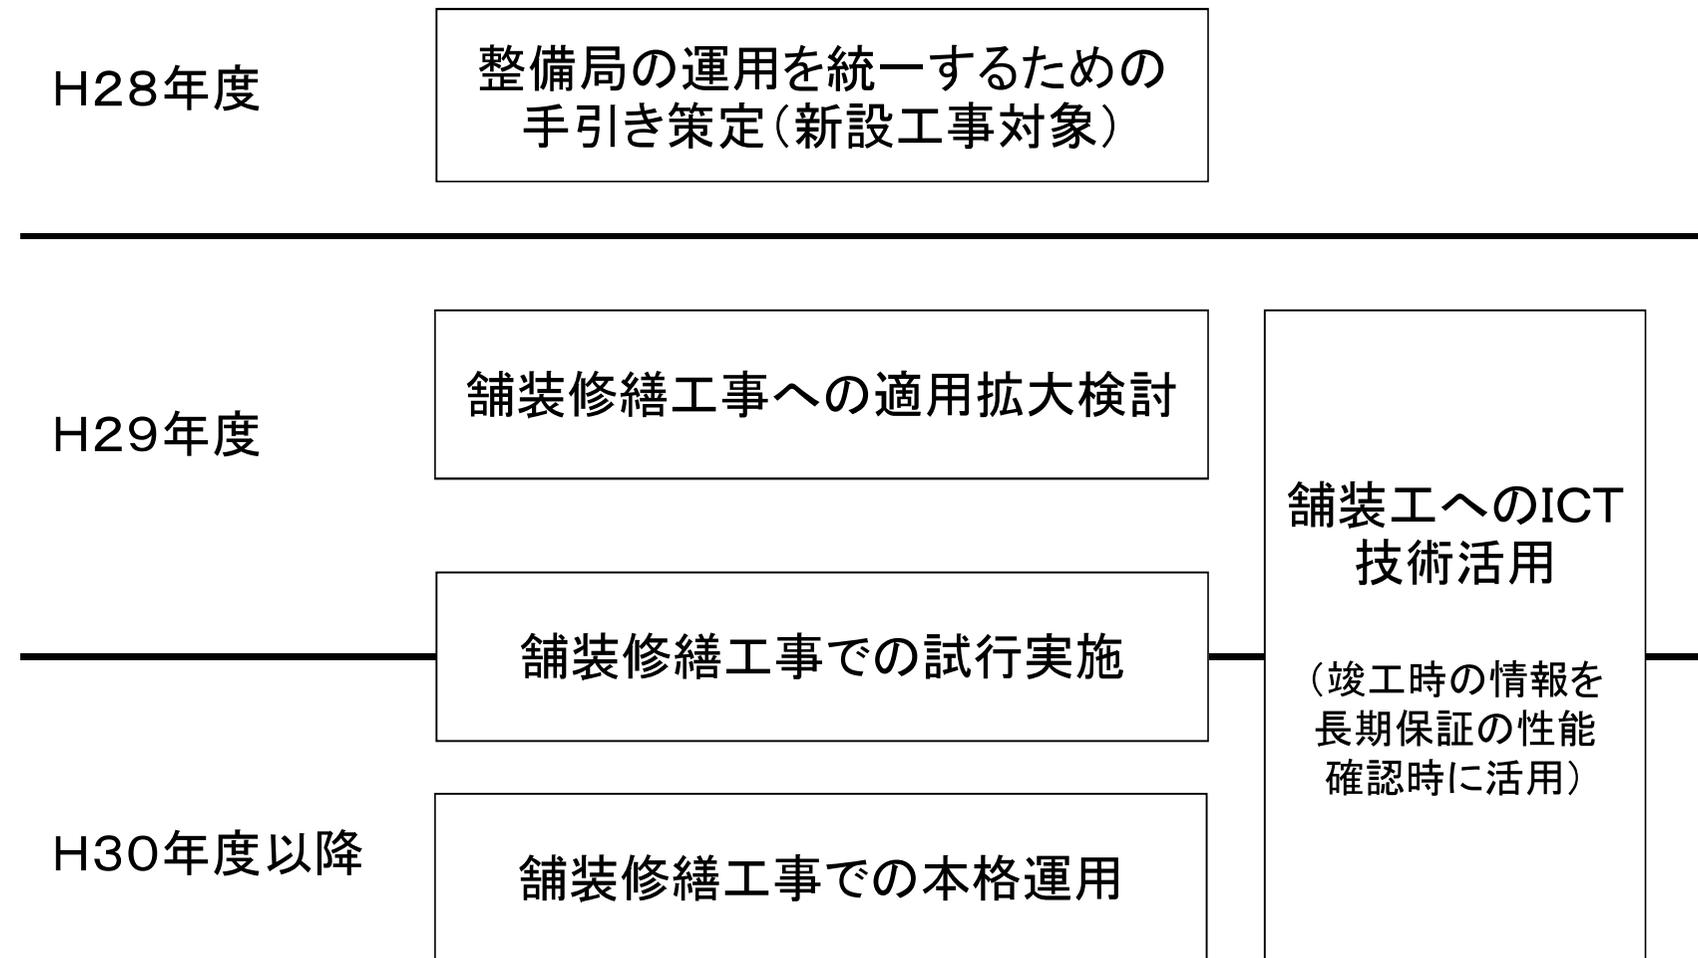 H28年度
整備局の運用を統一するための
手引き策定（新設工事対象）
H29年度
舗装修繕工事への適用拡大検討
舗装工へのICT
技術活用
舗装修繕工事での試行実施
（竣工時の情報を
長期保証の性能
確認時に活用）
H30年度以降
舗装修繕工事での本格運用